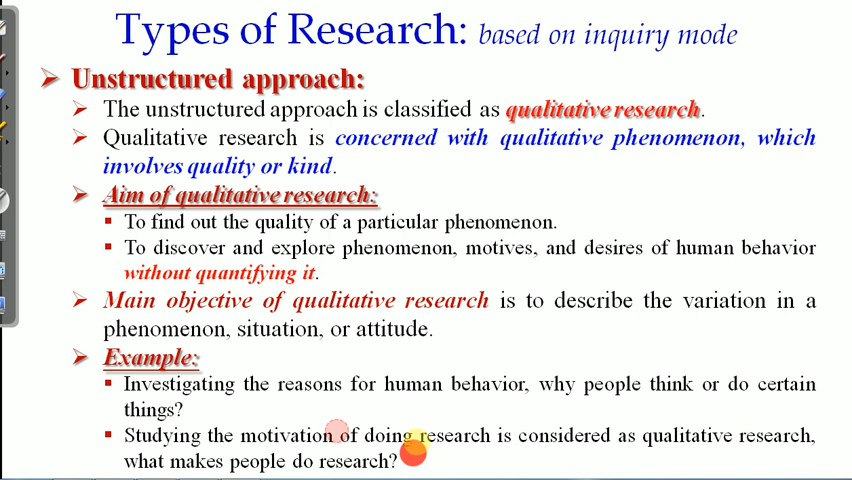 Types of Research: based on inquiry mode
➢ Unstructured approach:
➢ The unstructured approach is classified as qualitative research.
➢ Qualitative research is concerned with qualitative phenomenon, which
involves quality or kind.
➢ Aim of qualitative research:
▪ To find out the quality of a particular phenomenon.
▪ To discover and explore phenomenon, motives, and desires of human behavior
without quantifying it.
➢ Main objective of qualitative research is to describe the variation in a
phenomenon, situation, or attitude.
➢ Example:
▪ Investigating the reasons for human behavior, why people think or do certain
things?
▪ Studying the motivation of doing research is considered as qualitative research,
what makes people do research?